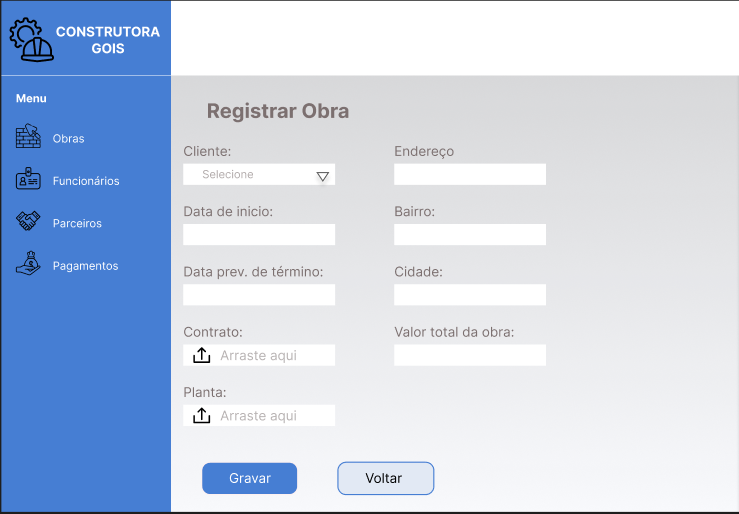 CONSTRUTORA
GOIS
Menu
Obras
Funcionários
Parceiros
Pagamentos
Registrar Obra
Cliente:
Selecione
Endereço
Data de inicio:
Bairro:
Data prev. de término:
Cidade:
Contrato:
Arraste aqui
Valor total da obra:
Planta:
Arraste aqui
Gravar
Voltar